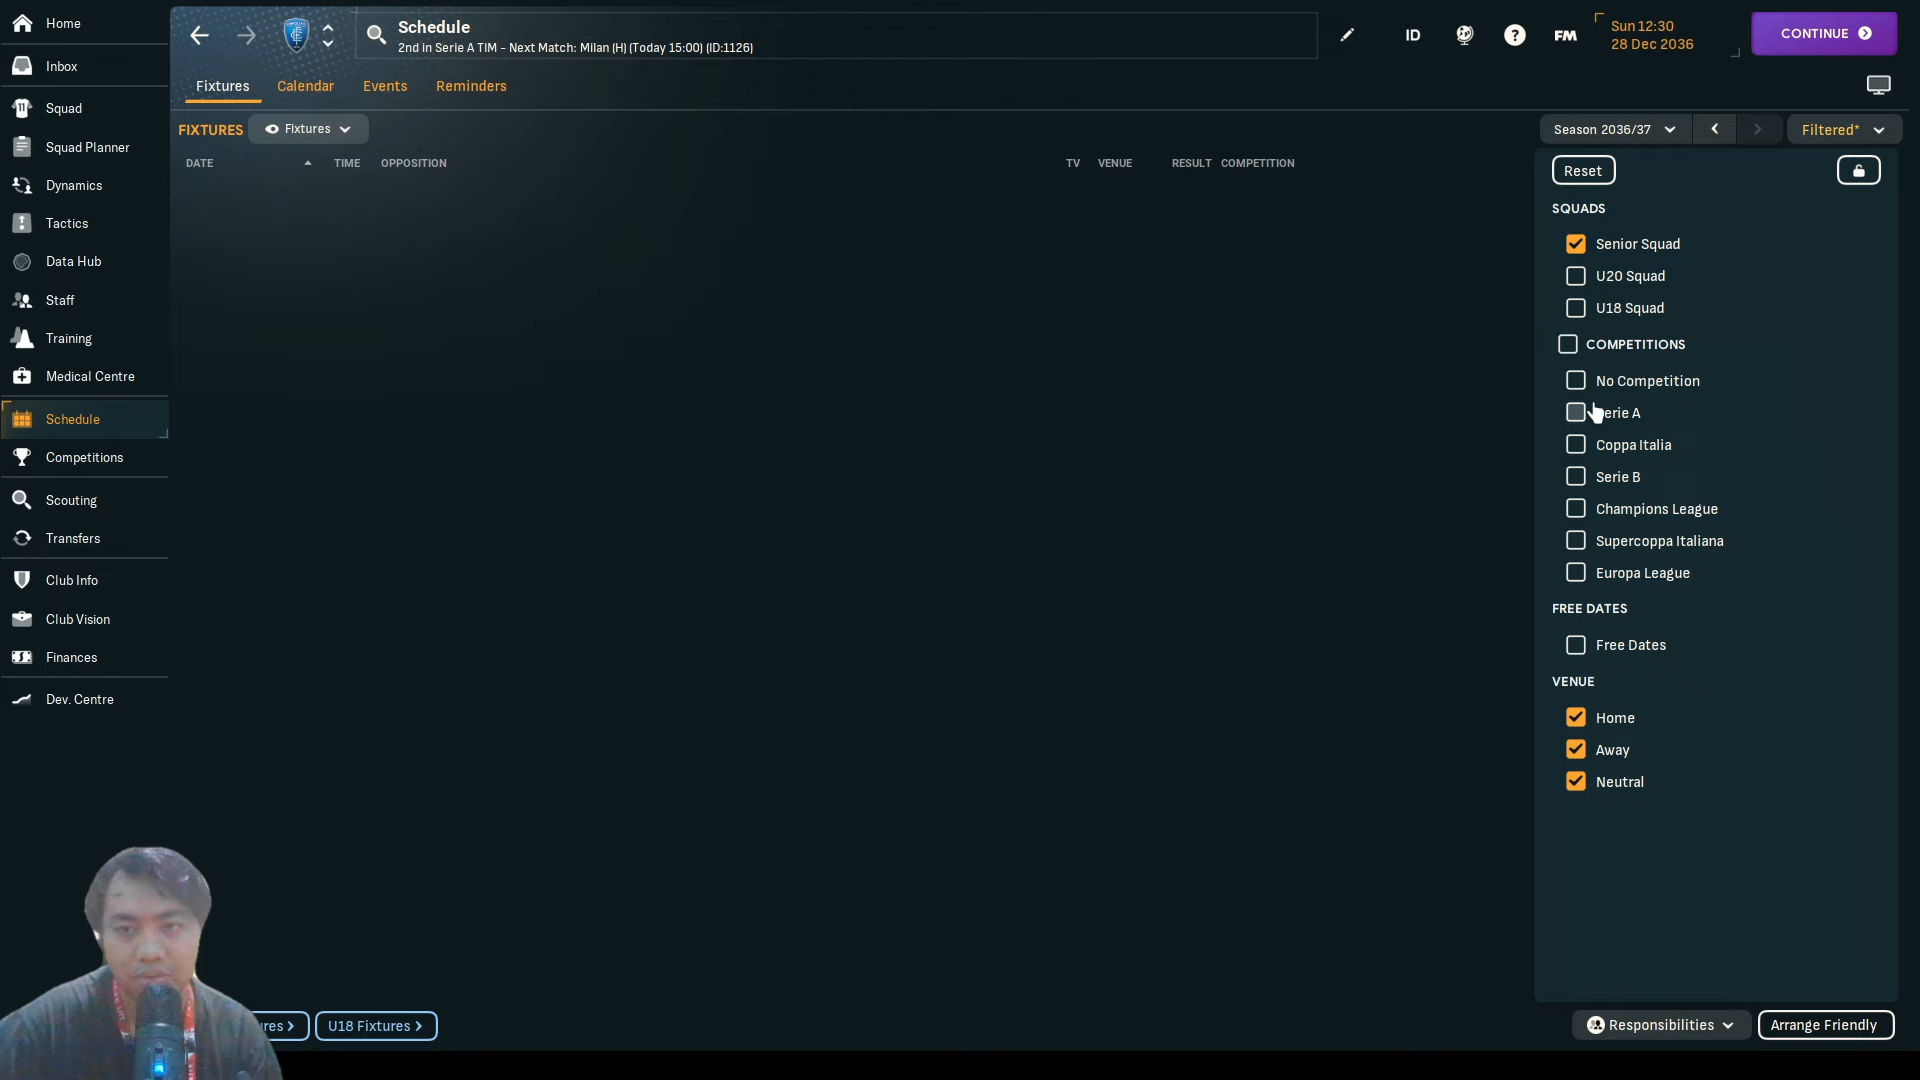 Home
Inbox
Squad
Squad Planner
Dynamics
Tactics
Data Hub
Staff
Training
Medical Centre
Schedule
Competitions
Scouting
Transfers
Club Info
Club Vision
Finances
Dev. Centre
Schedule
2nd in Serie A TIM - Next Match: Milan (H) (Today 15:00) (ID:1126)
ID
FM
Sun 12:30
28 Dec 2036
CONTINUE
Fixtures Calendar Events Reminders
FIXTURES Fixtures
Season 2036/37
Filtered*
DATE TIME OPPOSITION TV VENUE RESULT COMPETITION
Reset
SQUADS
Senior Squad
U20 Squad
U18 Squad
COMPETITIONS
No Competition
erie A
Coppa Italia
Serie B
Champions League
Supercoppa Italiana
Europa League
FREE DATES
Free Dates
VENUE
Home
Away
Neutral
U18 Fixtures
Responsibilities
Arrange Friendly